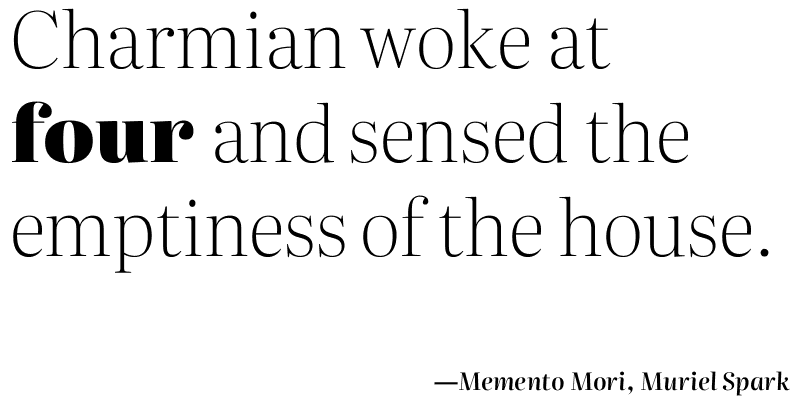 Charmian woke at
four and sensed the
emptiness of the house.
—Memento Mori, Muriel Spark